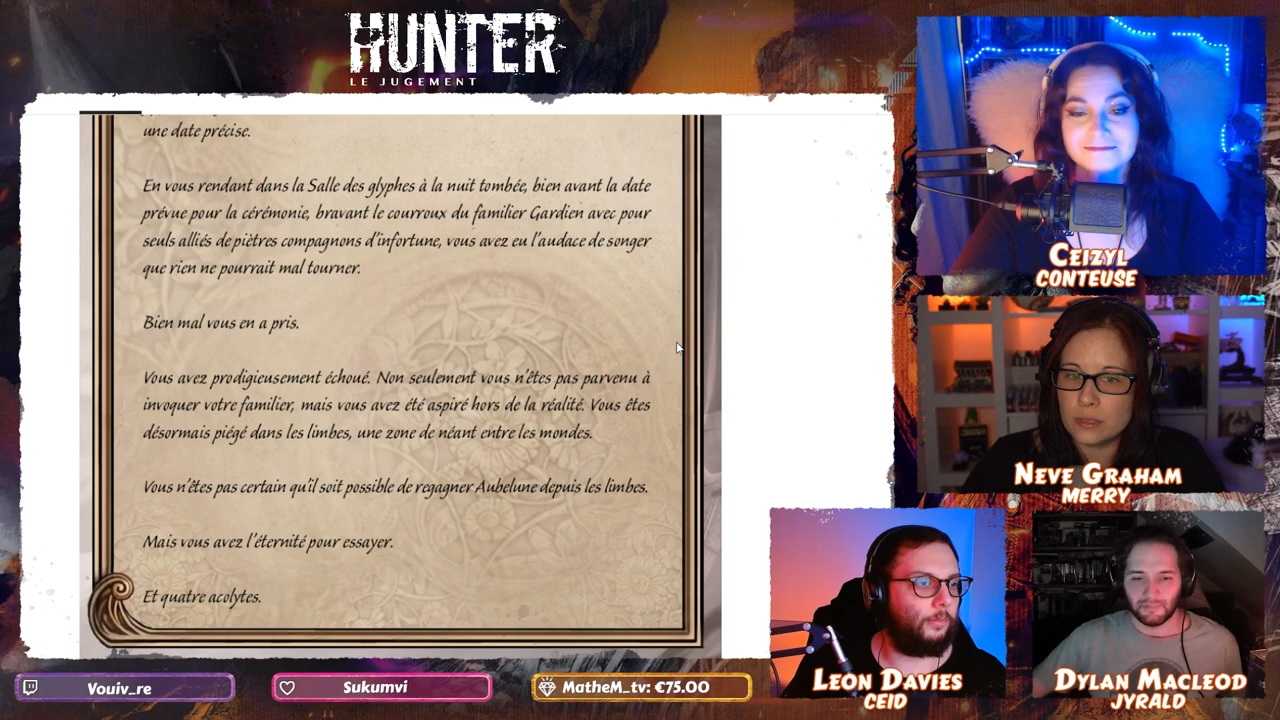 HUNTER
LE JUGEMENT
une date précise.
En vous rendant dans la Salle des glyphes à la nuit tombée, bien avant la date
prévue pour la cérémonie, bravant le courroux du familier Gardien avec pour
seuls alliés de piètres compagnons d'infortune, vous avez eu l'audace de songer
que rien ne pourrait mal tourner.
Bien mal vous en a pris.
Vous avez prodigieusement échoué. Non seulement vous n'êtes pas parvenu à
invoquer votre familier, mais vous avez été aspiré hors de la réalité. Vous êtes
désormais piégé dans les limbes, une zone de néant entre les mondes.
Vous n'êtes pas certain qu'il soit possible de regagner Aubelune depuis les limbes.
Mais vous avez l'éternité pour essayer.
Et quatre acolytes.
CEIZYL
CONTEUSE
NEVE GRAHAM
MERRY
LEON DAVIES
CEID
DYLAN MACLEOD
JYRALD
Vouiv_re
Sukumvi
MatheM_tv: €75.00